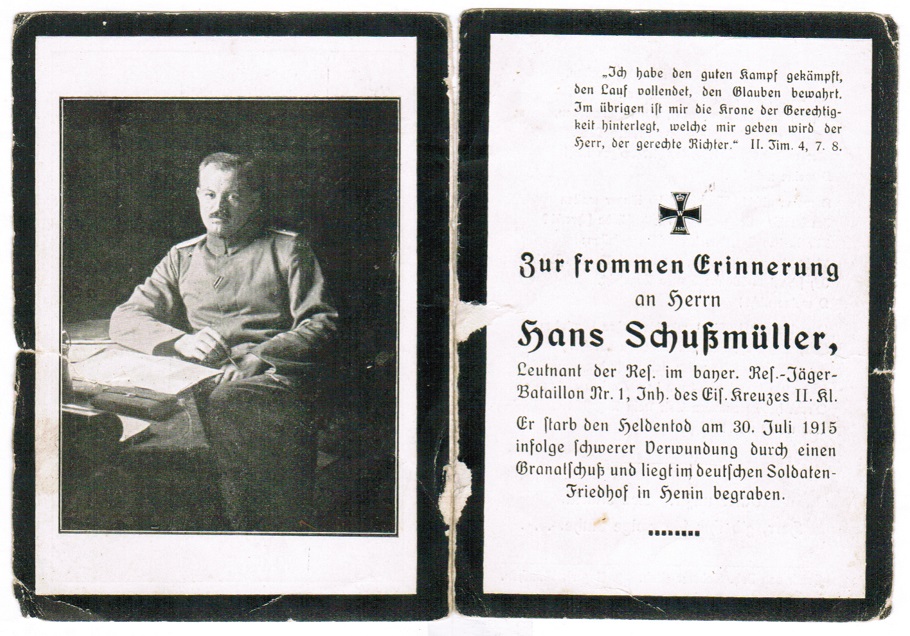 „Ich habe den guten Kampf gekämpft,
den Lauf vollendet, den Glauben bewahrt.
Im übrigen ist mir die Krone der Gerechtig-
keit hinterlegt, welche mir geben wird der
Herr, der gerechte Richter.“ II. Tim. 4, 7. 8.
W
Zur frommen Erinnerung
an Herrn
Hans Schußmüller,
Leutnant der Res. im bayer. Res.-Jäger-
Bataillon Nr. 1, Inh. des Eis. Kreuzes II. Kl.
Er starb den Heldentod am 30. Juli 1915
infolge schwerer Verwundung durch einen
Granatschuß und liegt im deutschen Soldaten-
Friedhof in Henin begraben.